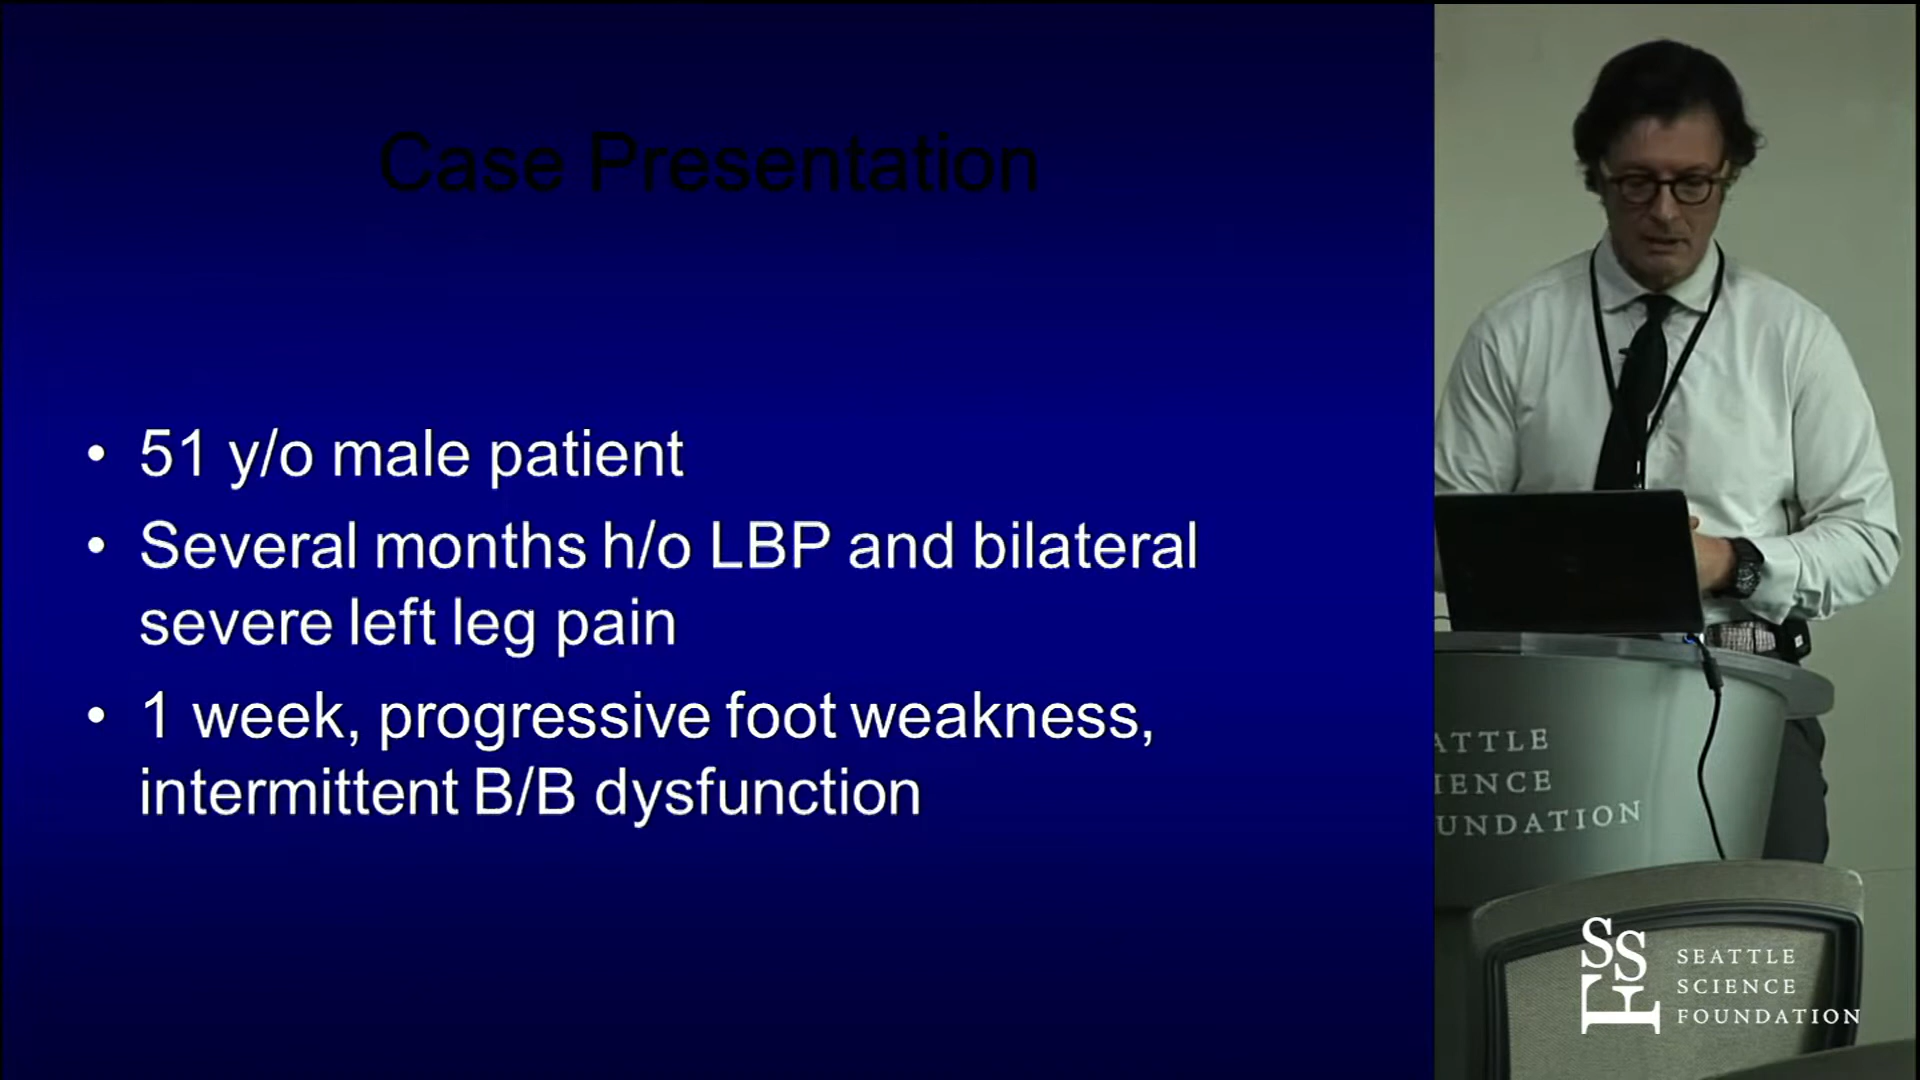 Case Presentation
• 51 y/o male patient
• Several months h/o LBP and bilateral
severe left leg pain
• 1 week, progressive foot weakness,
intermittent B/B dysfunction
ATTLE
IENCE
UNDATION
SSF
SEATTLE
SCIENCE
FOUNDATION